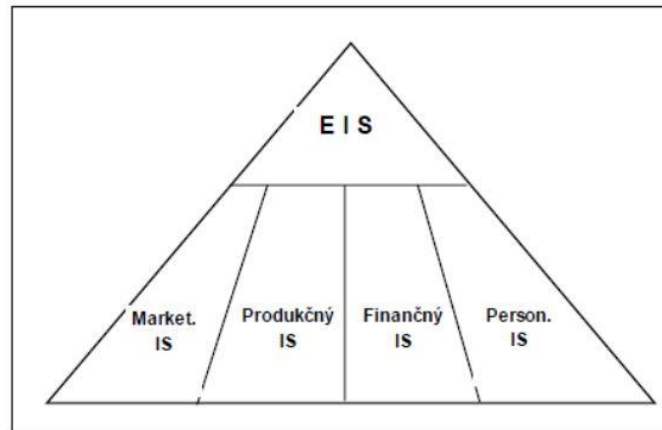 E I S
Market.
IS
Produkčný
IS
Finančný
IS
Person.
IS